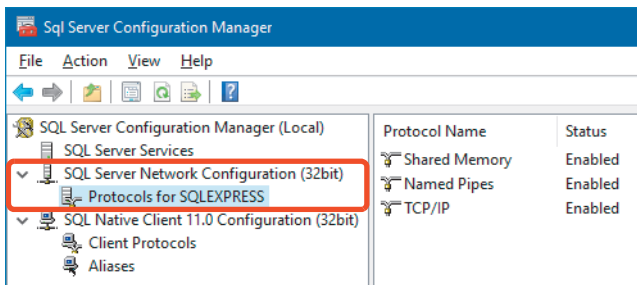 Sql Server Configuration Manager
File Action View Help
SQL Server Configuration Manager (Local)
SQL Server Services
SQL Server Network Configuration (32bit)
Protocols for SQLEXPRESS
SQL Native Client 11.0 Configuration (32bit)
Client Protocols
Aliases
Protocol Name Status
Shared Memory Enabled
Named Pipes Enabled
TCP/IP Enabled